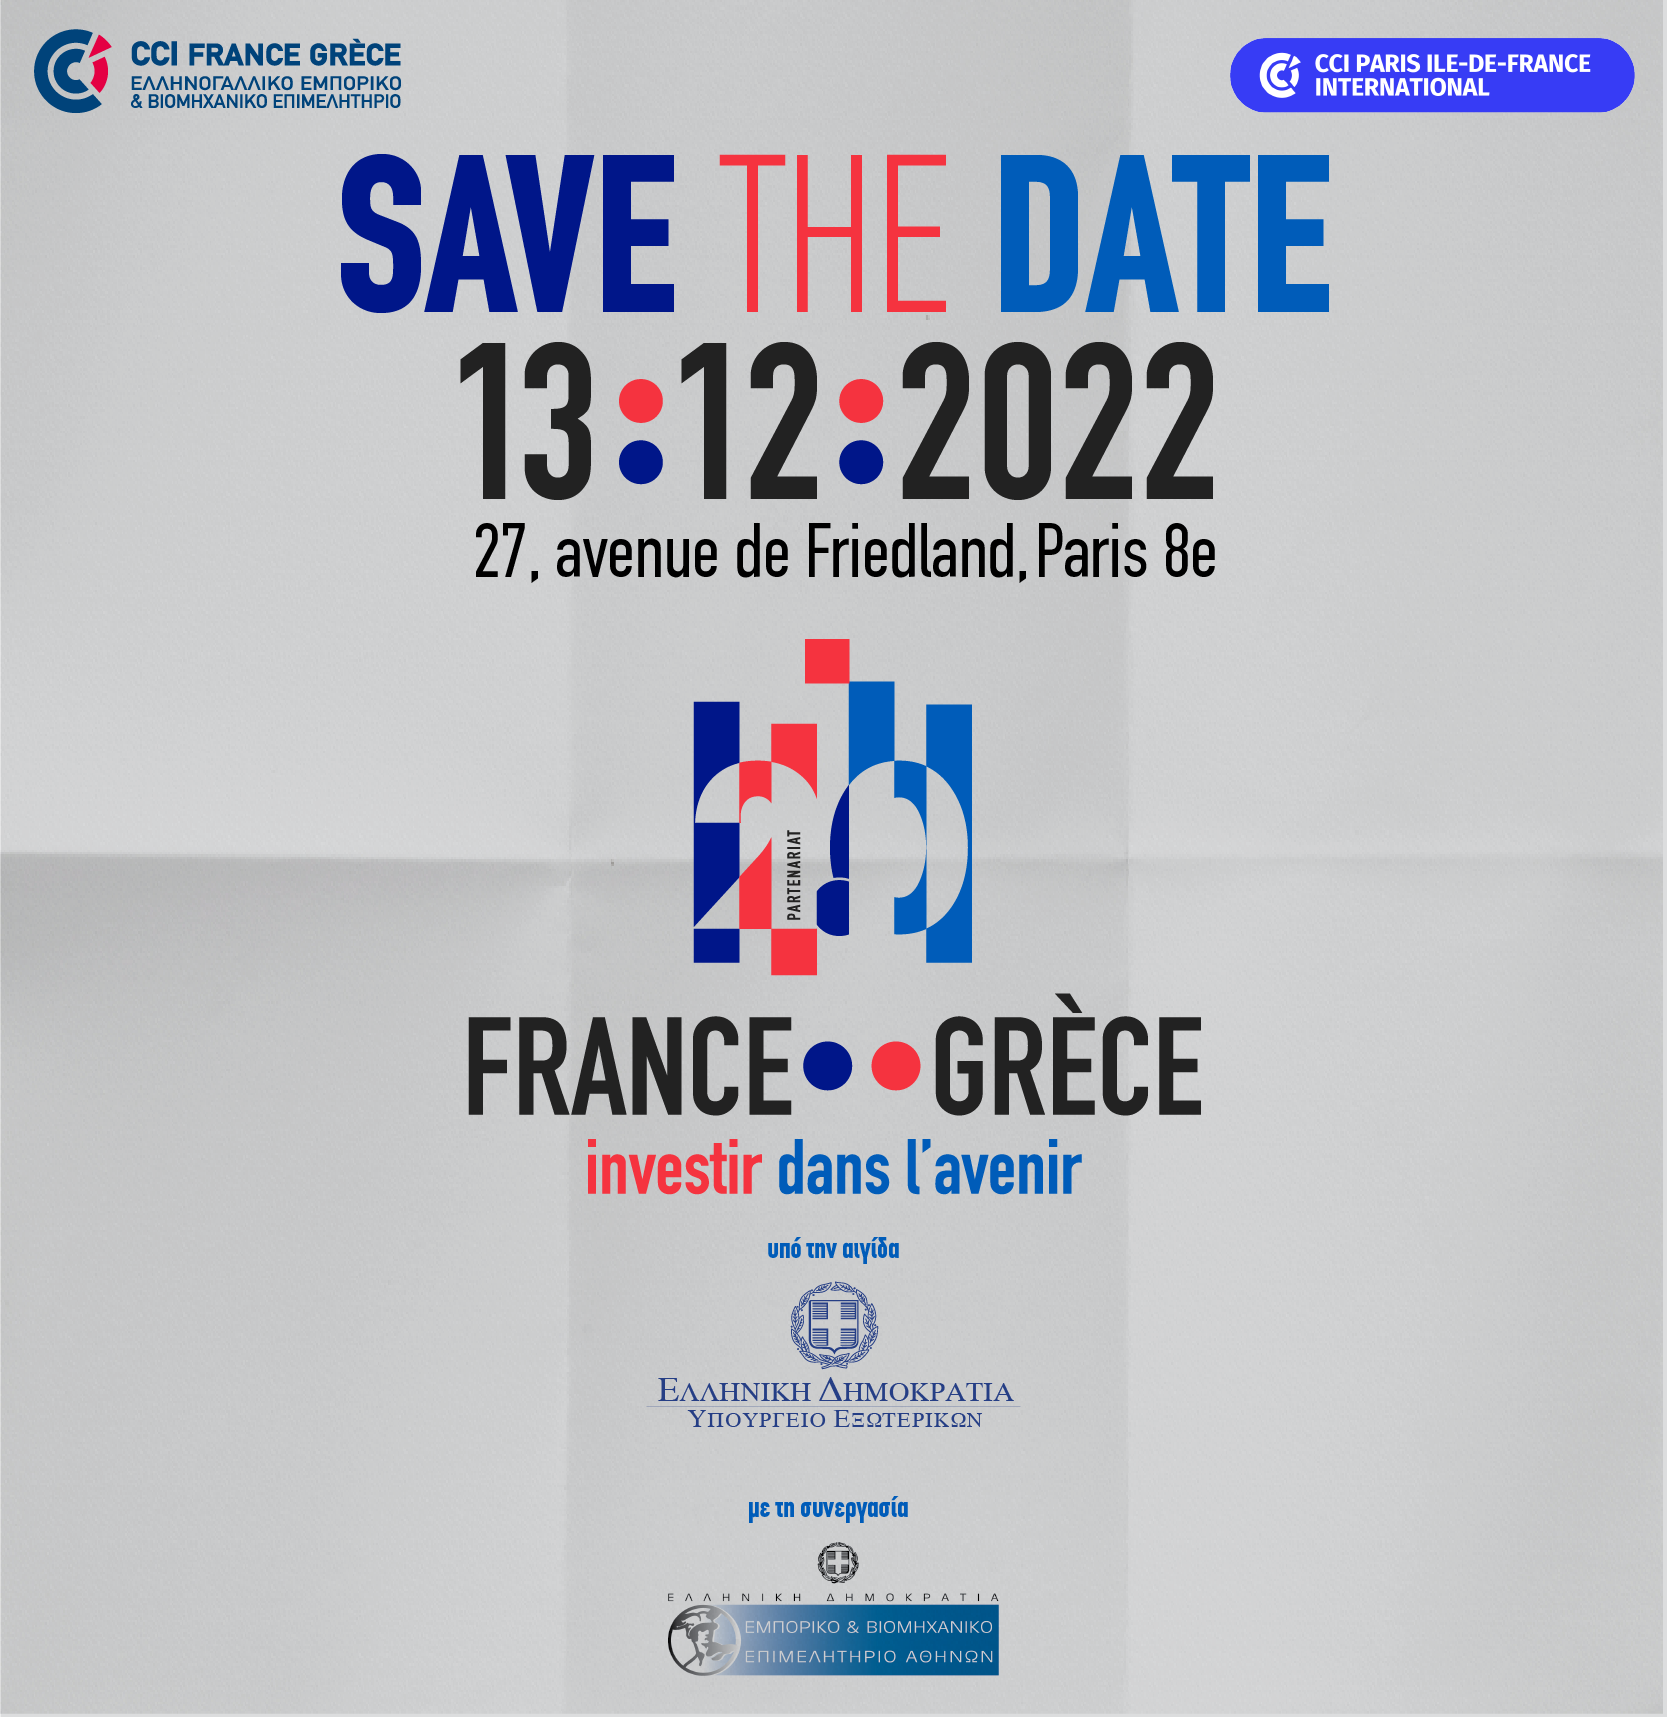 CCI FRANCE GRÈCE
ΕΛΛΗΝΟΓΑΛΛΙΚΟ ΕΜΠΟΡΙΚΟ
& ΒΙΟΜΗΧΑΝΙΚΟ ΕΠΙΜΕΛΗΤΗΡΙΟ
CCI PARIS ILE-DE-FRANCE
INTERNATIONAL
SAVE THE DATE
13:12:2022
27, avenue de Friedland, Paris 8e
2.0
PARTENARIAT
FRANCE GRÈCE
investir dans l'avenir
υπό την αιγίδα
ΕΛΛΗΝΙΚΗ ΔΗΜΟΚΡΑΤΙΑ
ΥΠΟΥΡΓΕΙΟ ΕΞΩΤΕΡΙΚΩΝ
με τη συνεργασία
ΕΛΛΗΝΙΚΗ ΔΗΜΟΚΡΑΤΙΑ
ΕΜΠΟΡΙΚΟ & ΒΙΟΜΗΧΑΝΙΚΟ
ΕΠΙΜΕΛΗΤΗΡΙΟ ΑΘΗΝΩΝ